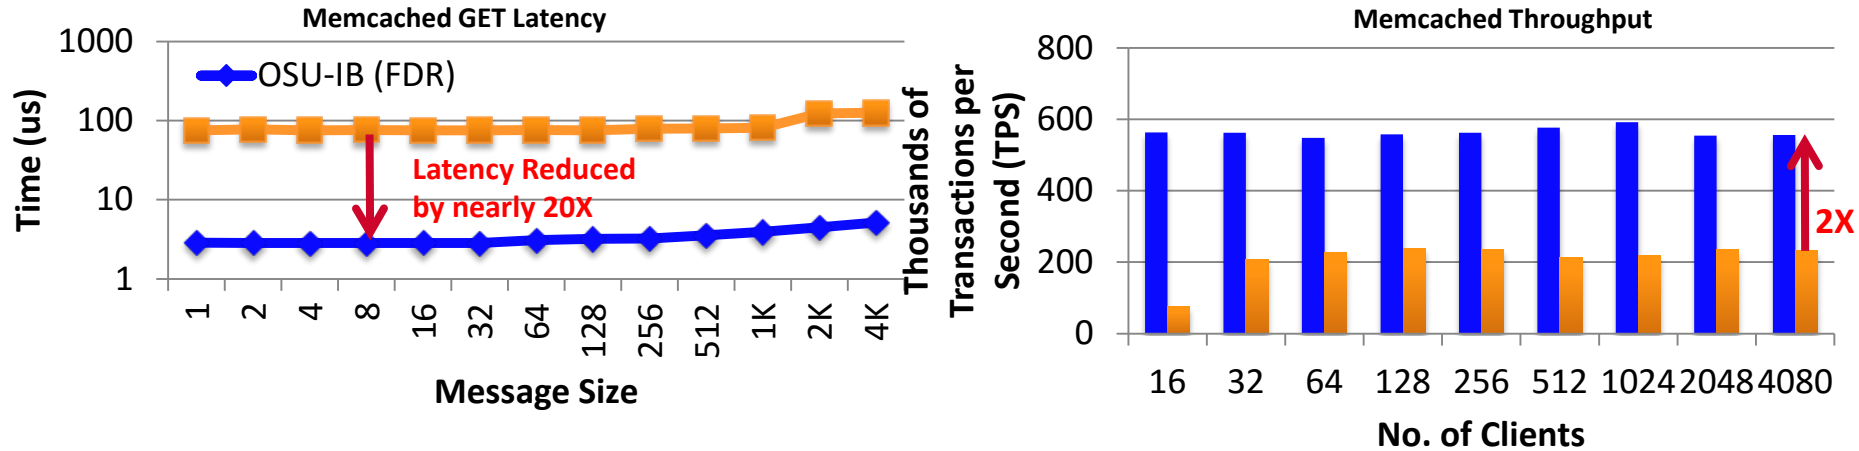 Memcached GET Latency
1000
100
10
1
Time (us)
OSU-IB (FDR)
Latency Reduced
by nearly 20X
1 2 4 8 16 32 64 128 256 512 1K 2K 4K
Message Size
Memcached Throughput
Thousands of
Transactions per
Second (TPS)
800
600
400
200
0
2X
16 32 64 128 256 512 1024 2048 4080
No. of Clients